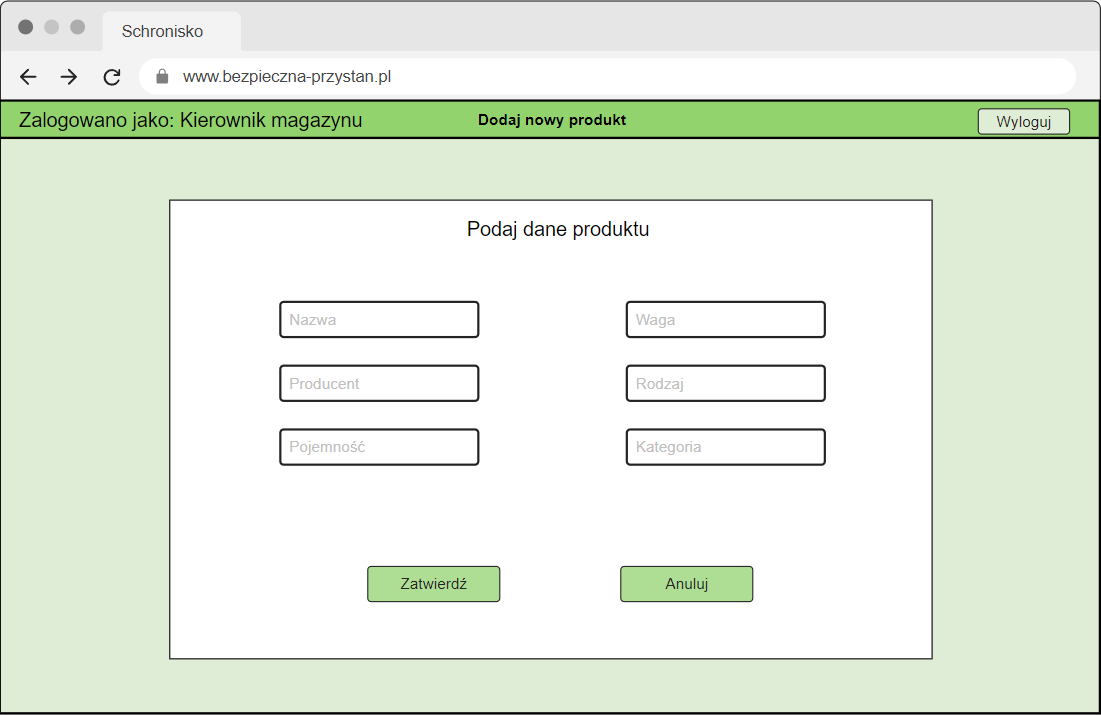 Schronisko
www.bezpieczna-przystan.pl
Zalogowano jako: Kierownik magazynu
Dodaj nowy produkt
Wyloguj
Podaj dane produktu
Nazwa
Waga
Producent
Rodzaj
Pojemność
Kategoria
Zatwierdź
Anuluj